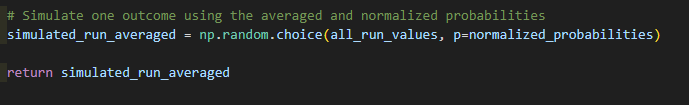 # Simulate one outcome using the averaged and normalized probabilities
simulated_run_averaged = np.random.choice(all_run_values, p=normalized_probabilities)
return simulated_run_averaged